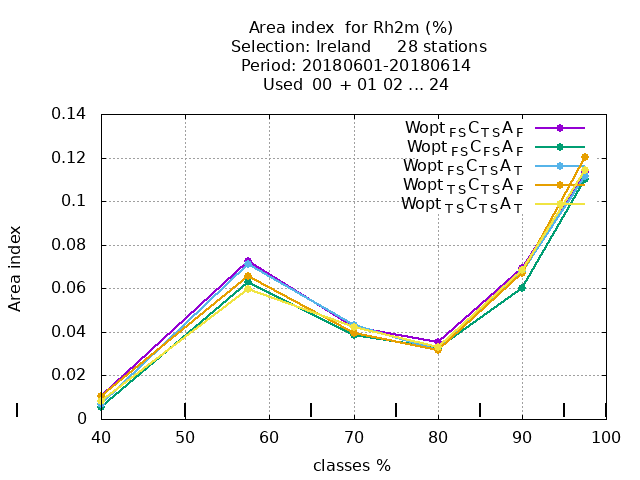 Area index  for Rh2m (%)
Selection: Ireland     28 stations
Period: 20180601-20180614
Used  00 + 01 02 ... 24
0.14
0.12
0.1
0.08
0.06
0.04
0.02
0
Area index
Wopt FS C TS A F
Wopt FS C FS A F
Wopt FS C TS A T
Wopt TS C TS A F
Wopt TS C TS A T
40 50 60 70 80 90 100
classes %